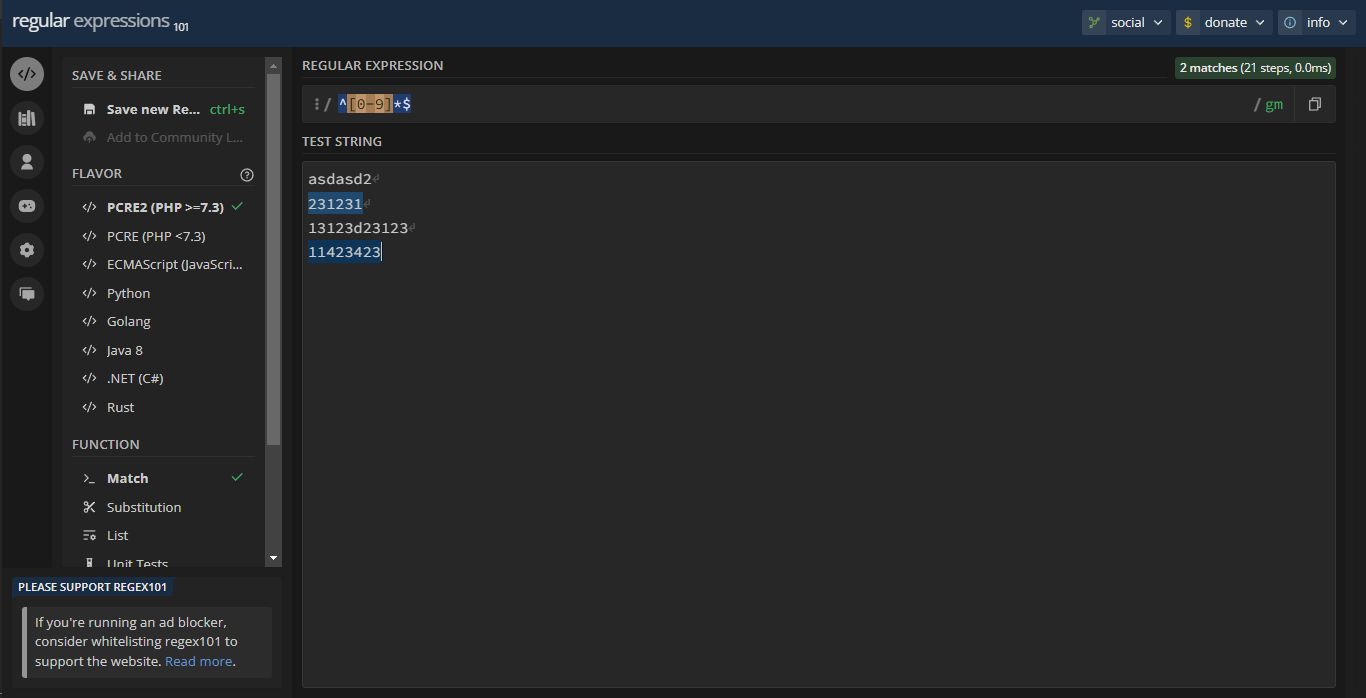 regular expressions 101
social
donate
info
SAVE & SHARE
Save new Re... ctrl+s
Add to Community L...
FLAVOR
PCRE2 (PHP >=7.3)
PCRE (PHP <7.3)
ECMAScript (JavaScri...
Python
Golang
Java 8
.NET (C#)
Rust
FUNCTION
Match
Substitution
List
Unit Tests
PLEASE SUPPORT REGEX101
If you're running an ad blocker,
consider whitelisting regex101 to
support the website. Read more.
REGULAR EXPRESSION
2 matches (21 steps, 0.0ms)
/ ^[0-9]*$ / gm
TEST STRING
asdasd2
231231
13123d23123
11423423